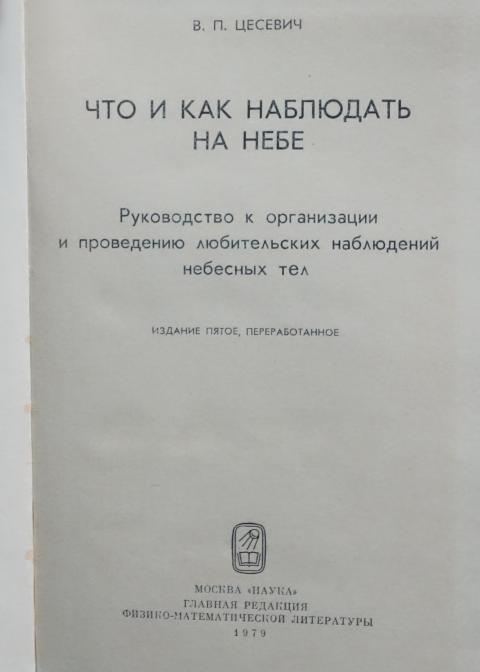 В. П. ЦЕСЕВИЧ
ЧТО И КАК НАБЛЮДАТЬ
НА НЕБЕ
Руководство к организации
и проведению любительских наблюдений
небесных тел
ИЗДАНИЕ ПЯТОЕ, ПЕРЕРАБОТАННОЕ
МОСКВА «НАУКА»
ГЛАВНАЯ РЕДАКЦИЯ
ФИЗИКО-МАТЕМАТИЧЕСКОЙ ЛИТЕРАТУРЫ
1979